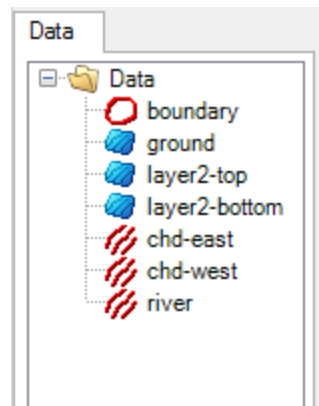 Data
Data
boundary
ground
layer2-top
layer2-bottom
chd-east
chd-west
river